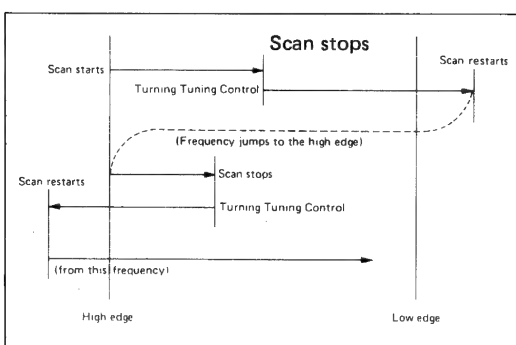 Scan stops
Scan restarts
Scan starts
Turning Tuning Control
(Frequency jumps to the high edge)
Scan stops
Scan restarts
Turning Tuning Control
(from this frequency)
High edge
Low edge